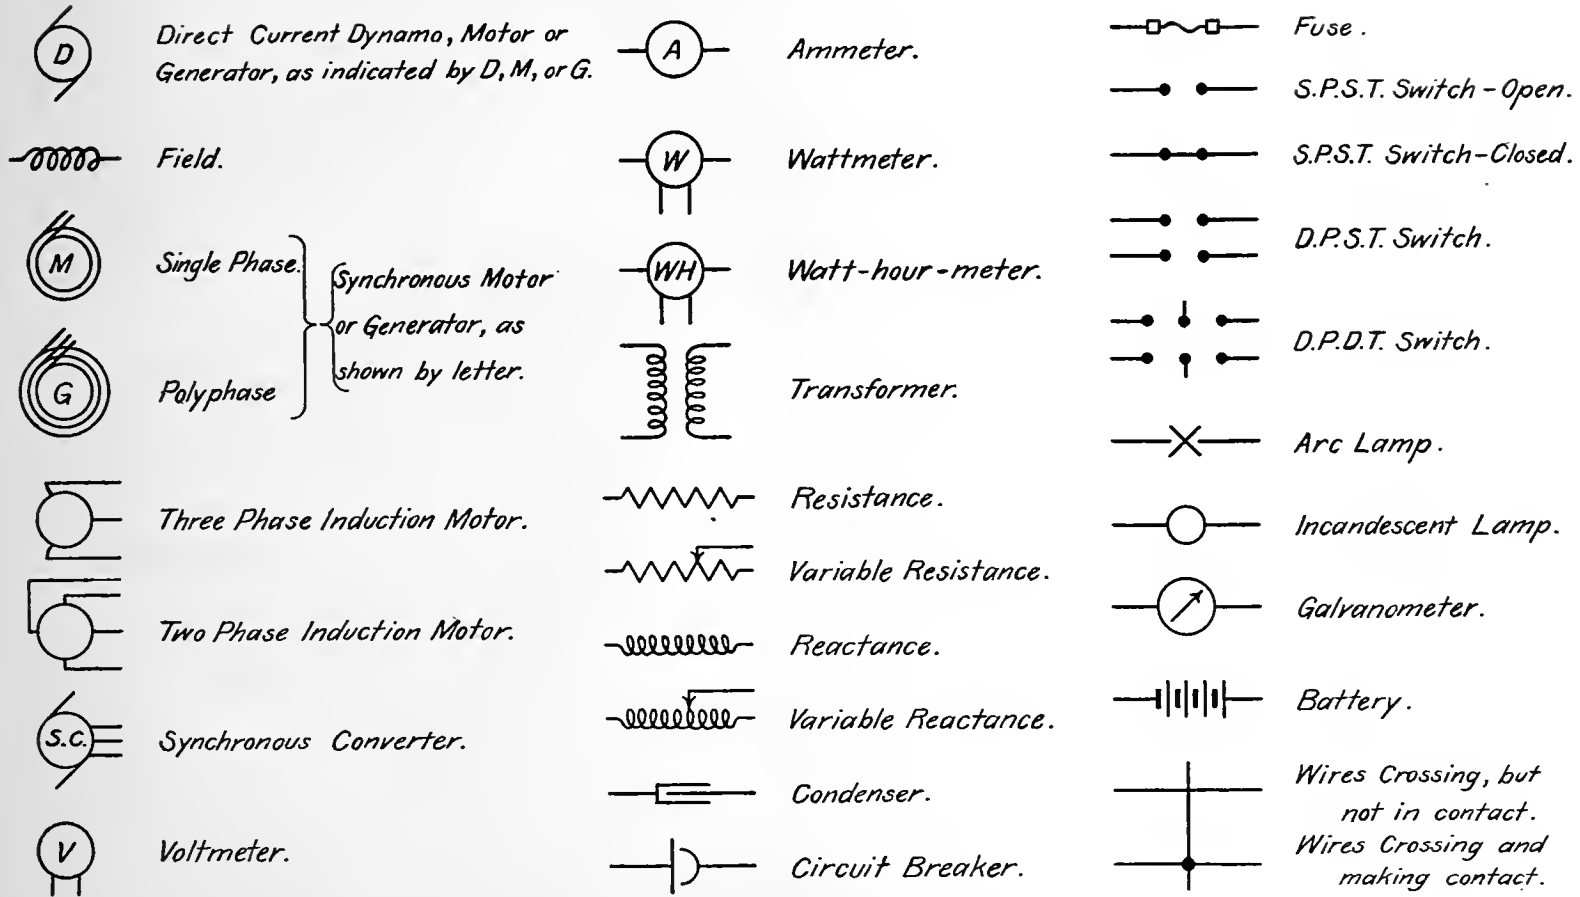 D
Direct Current Dynamo, Motor or
Generator, as indicated by D, M, or G.
Field.
M
Single Phase.
Synchronous Motor
or Generator, as
shown by letter.
G
Polyphase
Three Phase Induction Motor.
Two Phase Induction Motor.
S.C.
Synchronous Converter.
V
Voltmeter.
A
Ammeter.
W
Wattmeter.
WH
Watt-hour-meter.
Transformer.
Resistance.
Variable Resistance.
Reactance.
Variable Reactance.
Condenser.
Circuit Breaker.
Fuse.
S.P.S.T. Switch-Open.
S.P.S.T. Switch-Closed.
D.P.S.T. Switch.
D.P.D.T. Switch.
Arc Lamp.
Incandescent Lamp.
Galvanometer.
Battery.
Wires Crossing, but
not in contact.
Wires Crossing and
making contact.